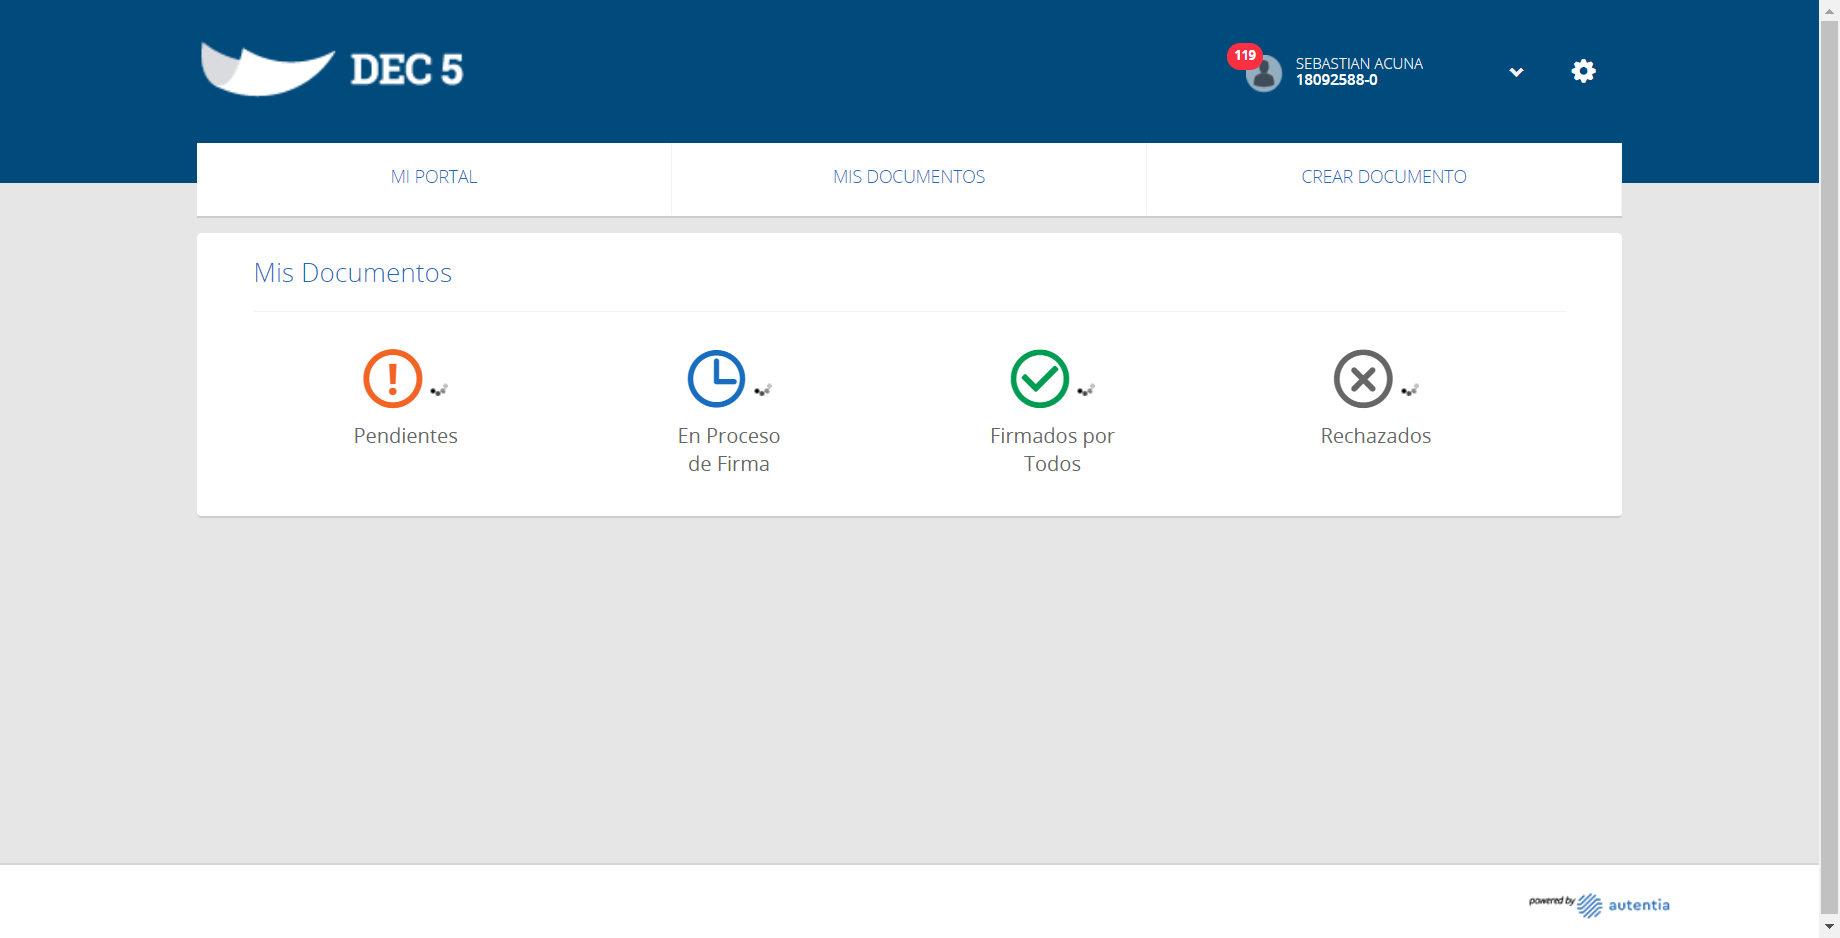 DEC 5
119
SEBASTIAN ACUNA
18092588-0
MI PORTAL
MIS DOCUMENTOS
CREAR DOCUMENTO
Mis Documentos
Pendientes
En Proceso
de Firma
Firmados por
Todos
Rechazados
powered by autentia